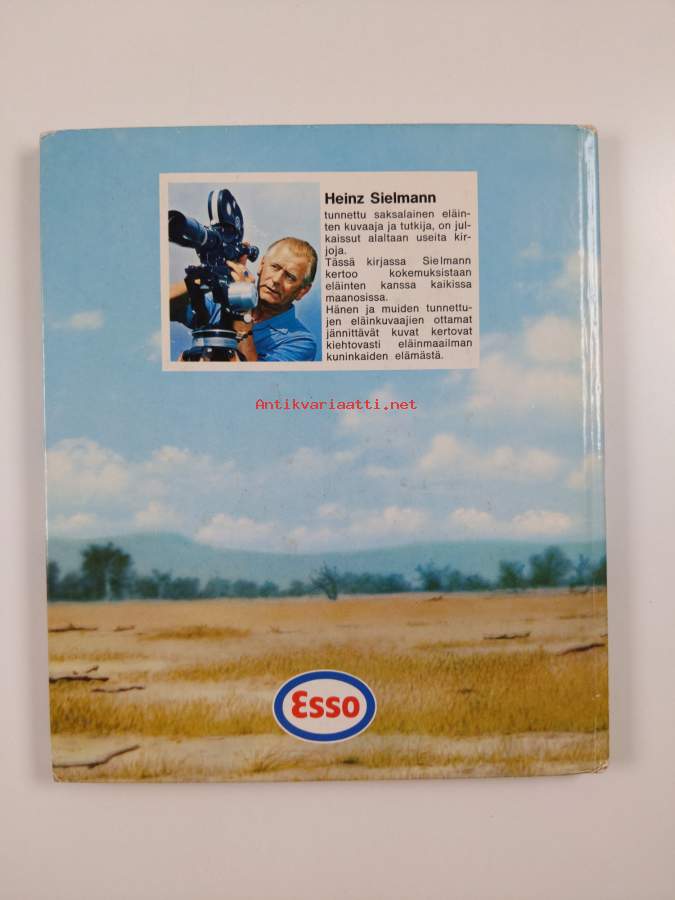 Heinz Sielmann
tunnettu saksalainen eläin-
ten kuvaaja ja tutkija, on jul-
kaissut alaltaan useita kir-
joja.
Tässä kirjassa Sielmann
kertoo kokemuksistaan
eläinten kanssa kaikissa
maanosissa.
Hänen ja muiden tunnettu-
jen eläinkuvaajien ottamat
jännittävät kuvat kertovat
kiehtovasti eläinmaailman
kuninkaiden elämästä.
Antikvariaatti.net
Esso